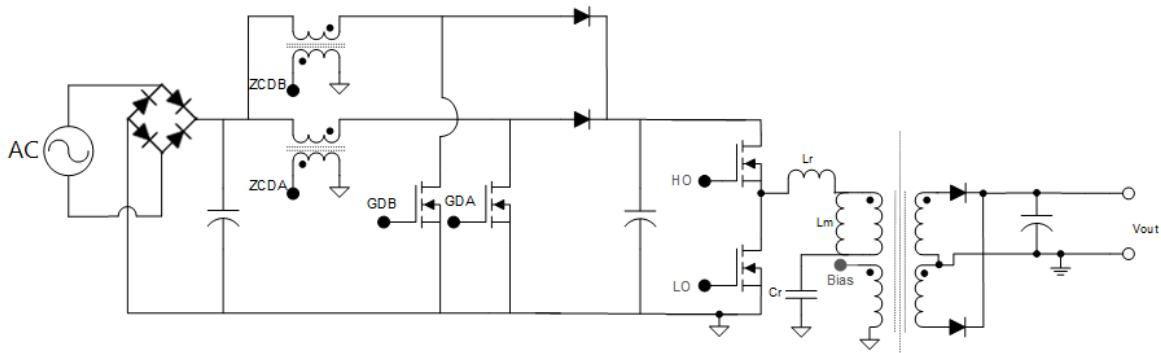 ZCDB
AC
ZCDA
GDB
GDA
HO
Lr
Lm
LO
Bias
Cr
Vout